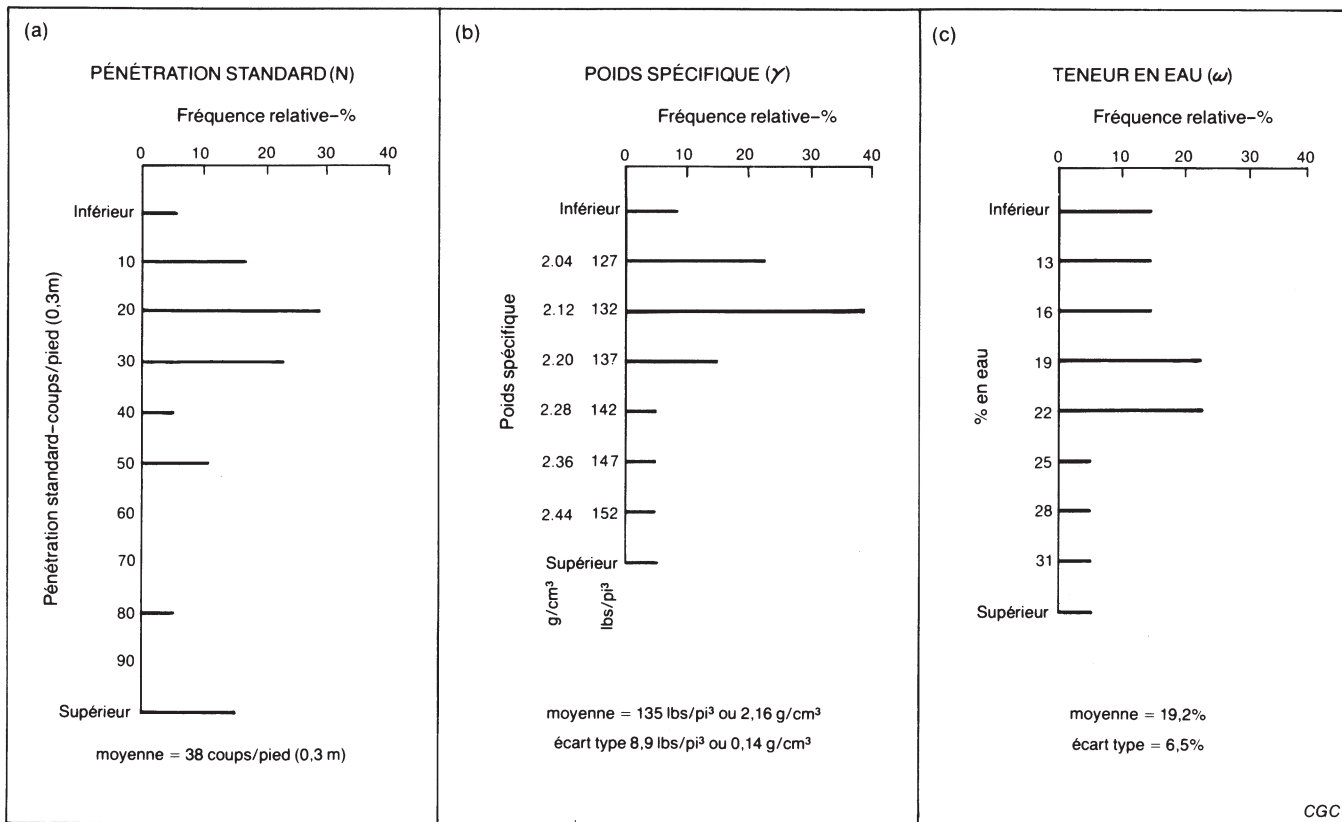 (a)
PÉNÉTRATION STANDARD (N)
Fréquence relative–%
0 10 20 30 40
Pénétration standard-coups/pied (0,3m)
Inférieur
10
20
30
40
50
60
70
80
90
Supérieur
moyenne = 38 coups/pied (0,3 m)
(b)
POIDS SPÉCIFIQUE (γ)
Fréquence relative–%
0 10 20 30 40
Poids spécifique
Inférieur
2.04 127
2.12 132
2.20 137
2.28 142
2.36 147
2.44 152
Supérieur
g/cm³
lbs/pi³
moyenne = 135 lbs/pi³ ou 2,16 g/cm³
écart type 8,9 lbs/pi³ ou 0,14 g/cm³
(c)
TENEUR EN EAU (ω)
Fréquence relative–%
0 10 20 30 40
% en eau
Inférieur
13
16
19
22
25
28
31
Supérieur
moyenne = 19,2%
écart type = 6,5%
CGC